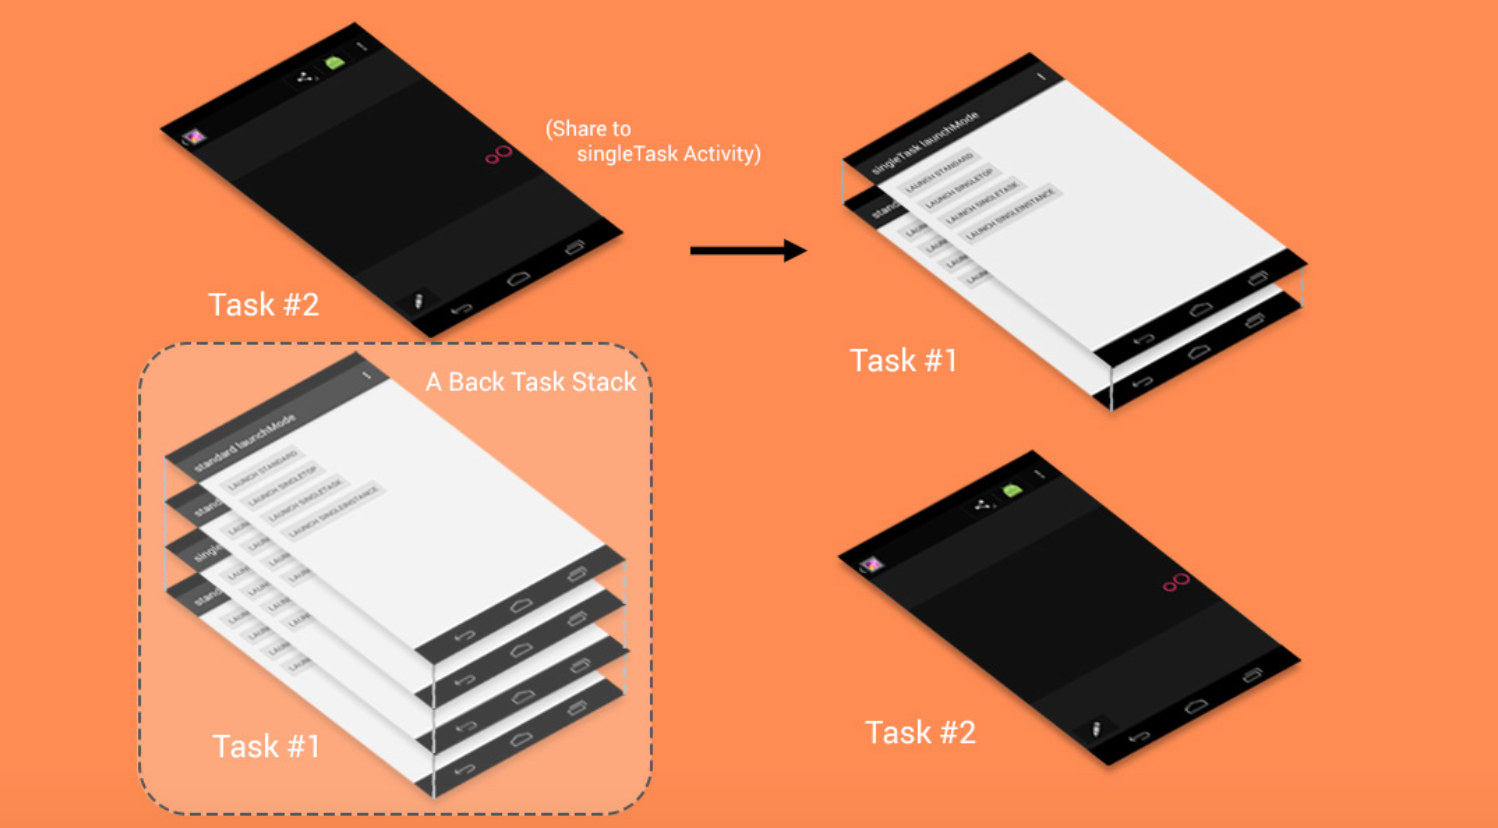 (Share to
singleTask Activity)
Task #2
A Back Task Stack
standard launchMode
LAUNCH STANDARD
LAUNCH SINGLETOP
LAUNCH SINGLETASK
LAUNCH SINGLEINSTANCE
Task #1
singleTask launchMode
LAUNCH STANDARD
LAUNCH SINGLETOP
LAUNCH SINGLETASK
LAUNCH SINGLEINSTANCE
Task #1
Task #2